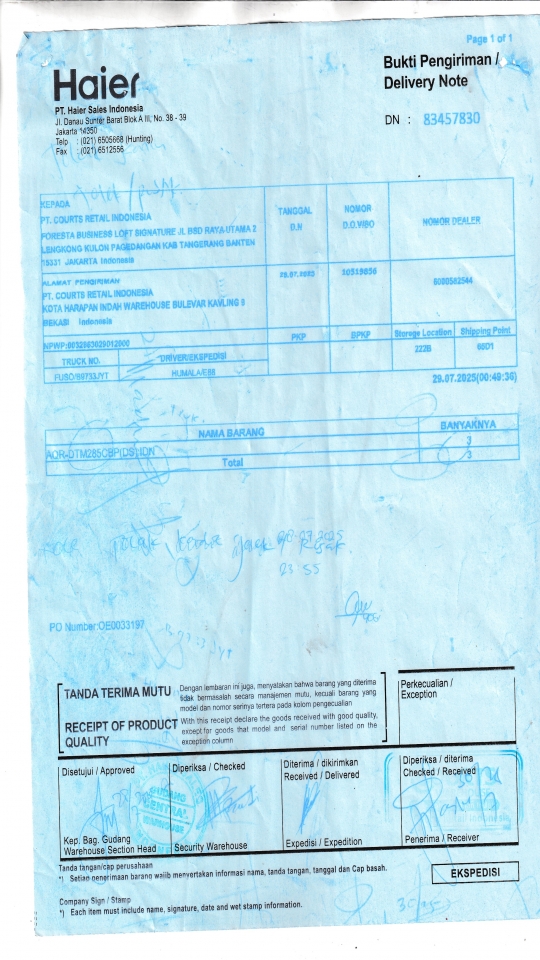 Page 1 of 1
Haier
Bukti Pengiriman /
Delivery Note
PT. Haier Sales Indonesia
Jl. Danau Sunter Barat Blok A III, No. 38 - 39
Jakarta 14350
Telp : (021) 6505668 (Hunting)
Fax : (021) 6512556
DN : 83457830
KEPADA
PT. COURTS RETAIL INDONESIA
FORESTA BUSINESS LOFT SIGNATURE JL BSD RAYA UTAMA 2
LENGKONG KULON PAGEDANGAN KAB TANGERANG BANTEN
15331 JAKARTA Indonesia
TANGGAL
D.N
NOMOR
D.O.VIBO
NOMOR DEALER
ALAMAT PENGIRIMAN
PT. COURTS RETAIL INDONESIA
KOTA HARAPAN INDAH WAREHOUSE BULEVAR KAVLING 8
BEKASI Indonesia
29.07.2025
6000582544
PKP
BPKP
Storage Location
Shipping Point
222B
TRUCK NO.
DRIVER/EKSPEDISI
29.07.2025(00:49:36)
NAMA BARANG
BANYAKNYA
AQR-DTM285CBP(DS) IDN
3
Total
3
23 55
PO Number:OE0033197
TANDA TERIMA MUTU
Dengan lembaran ini juga, menyatakan bahwa barang yang diterima
tidak bermasalah secara manajemen mutu, kecuali barang yang
model dan nomor serinya tertera pada kolom pengecualian
RECEIPT OF PRODUCT
QUALITY
With this receipt declare the goods received with good quality,
except for goods that model and serial number listed on the
exception column
Perkecualian /
Exception
Disetujui / Approved
Diperiksa / Checked
Diterima / dikirimkan
Received / Delivered
Diperiksa / diterima
Checked / Received
GUDANG
CENTRAL
Kep. Bag. Gudang
Warehouse Section Head
Security Warehouse
Expedisi / Expedition
Penerima / Receiver
Tanda tangan/cap perusahaan
*) Setiap penerimaan barang wajib menyertakan informasi nama, tanda tangan, tanggal dan Cap basah.
EKSPEDISI
Company Sign / Stamp
*) Each item must include name, signature, date and wet stamp information.